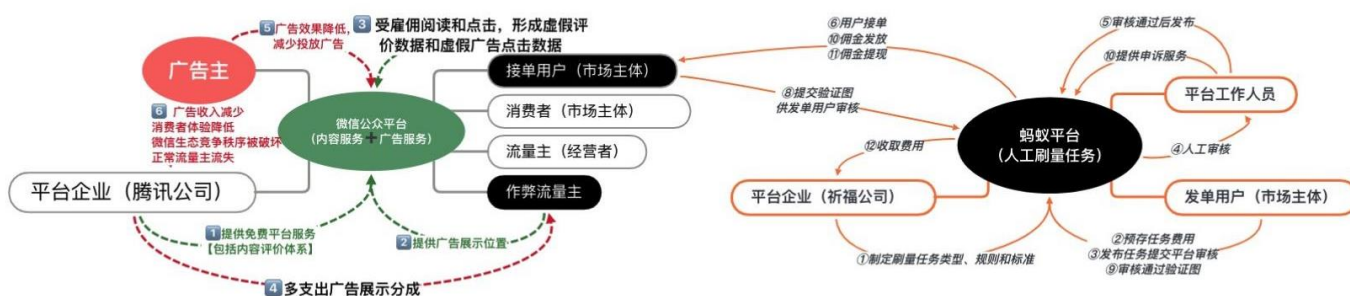 5 广告效果降低,
减少投放广告
3 受雇佣阅读和点击，形成虚假评
价数据和虚假广告点击数据
广告主
接单用户（市场主体）
消费者（市场主体）
流量主（经营者）
作弊流量主
微信公众平台
（内容服务➕广告服务）
6 广告收入减少
消费者体验降低
微信生态竞争秩序被破坏
正常流量主流失
平台企业（腾讯公司）
1 提供免费平台服务
【包括内容评价体系】
2 提供广告展示位置
4 多支出广告展示分成
⑥用户接单
⑩佣金发放
⑪佣金提现
⑧提交验证图
供发单用户审核
⑤审核通过后发布
⑩提供申诉服务
平台工作人员
蚂蚁平台
（人工刷量任务）
④人工审核
⑫收取费用
平台企业（祈福公司）
发单用户（市场主体）
①制定刷量任务类型、规则和标准
②预存任务费用
③发布任务提交平台审核
⑨审核通过验证图